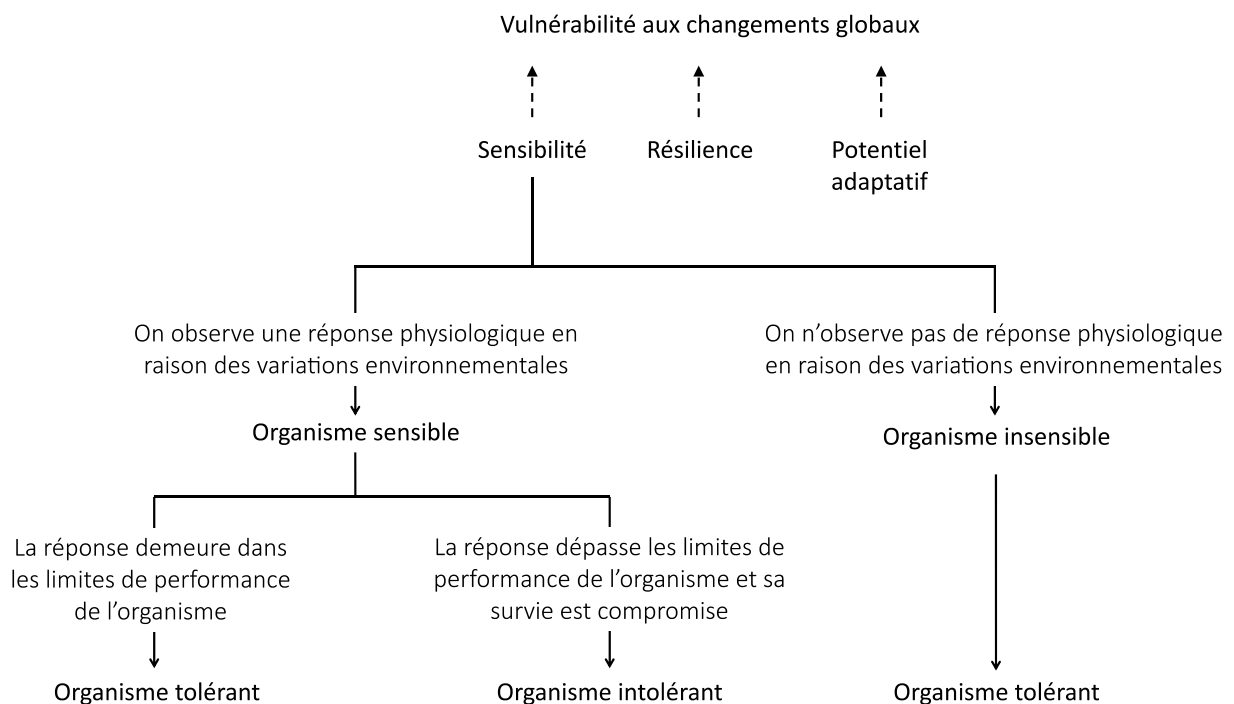 Vulnérabilité aux changements globaux
Sensibilité
Résilience
Potentiel
adaptatif
On observe une réponse physiologique en
raison des variations environnementales
On n’observe pas de réponse physiologique
en raison des variations environnementales
Organisme sensible
Organisme insensible
La réponse demeure dans
les limites de performance
de l’organisme
La réponse dépasse les limites de
performance de l’organisme et sa
survie est compromise
Organisme tolérant
Organisme intolérant
Organisme tolérant